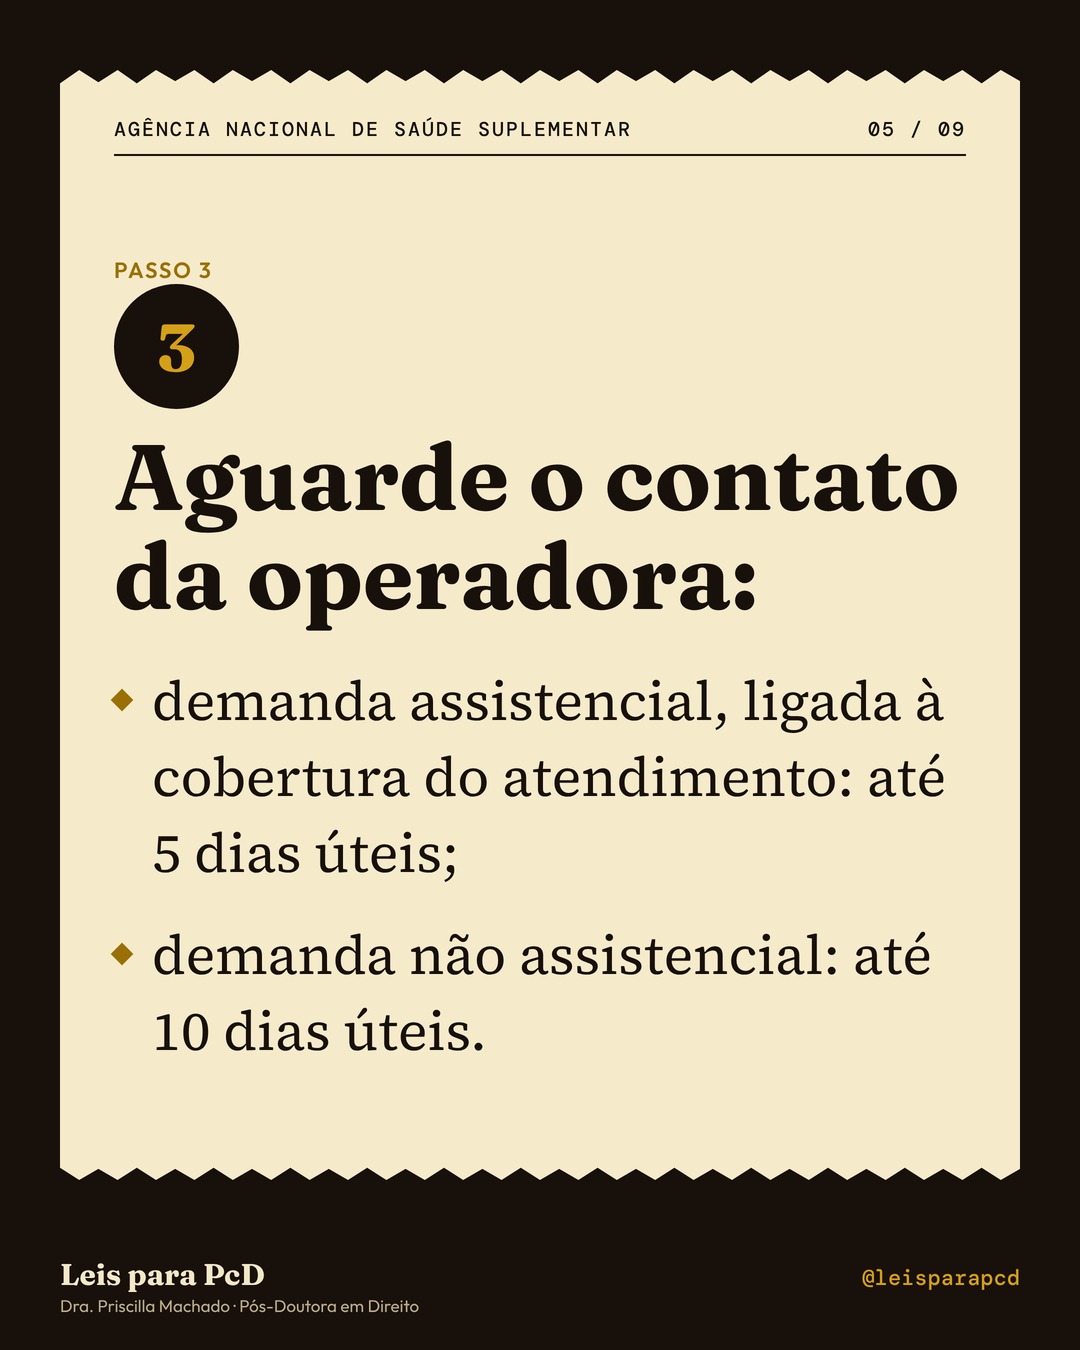 AGÊNCIA NACIONAL DE SAÚDE SUPLEMENTAR 05 / 09
PASSO 3
3
Aguarde o contato
da operadora:
demanda assistencial, ligada à
cobertura do atendimento: até
5 dias úteis;
demanda não assistencial: até
10 dias úteis.
Leis para PcD
@leisparapcd
Dra. Priscilla Machado · Pós-Doutora em Direito